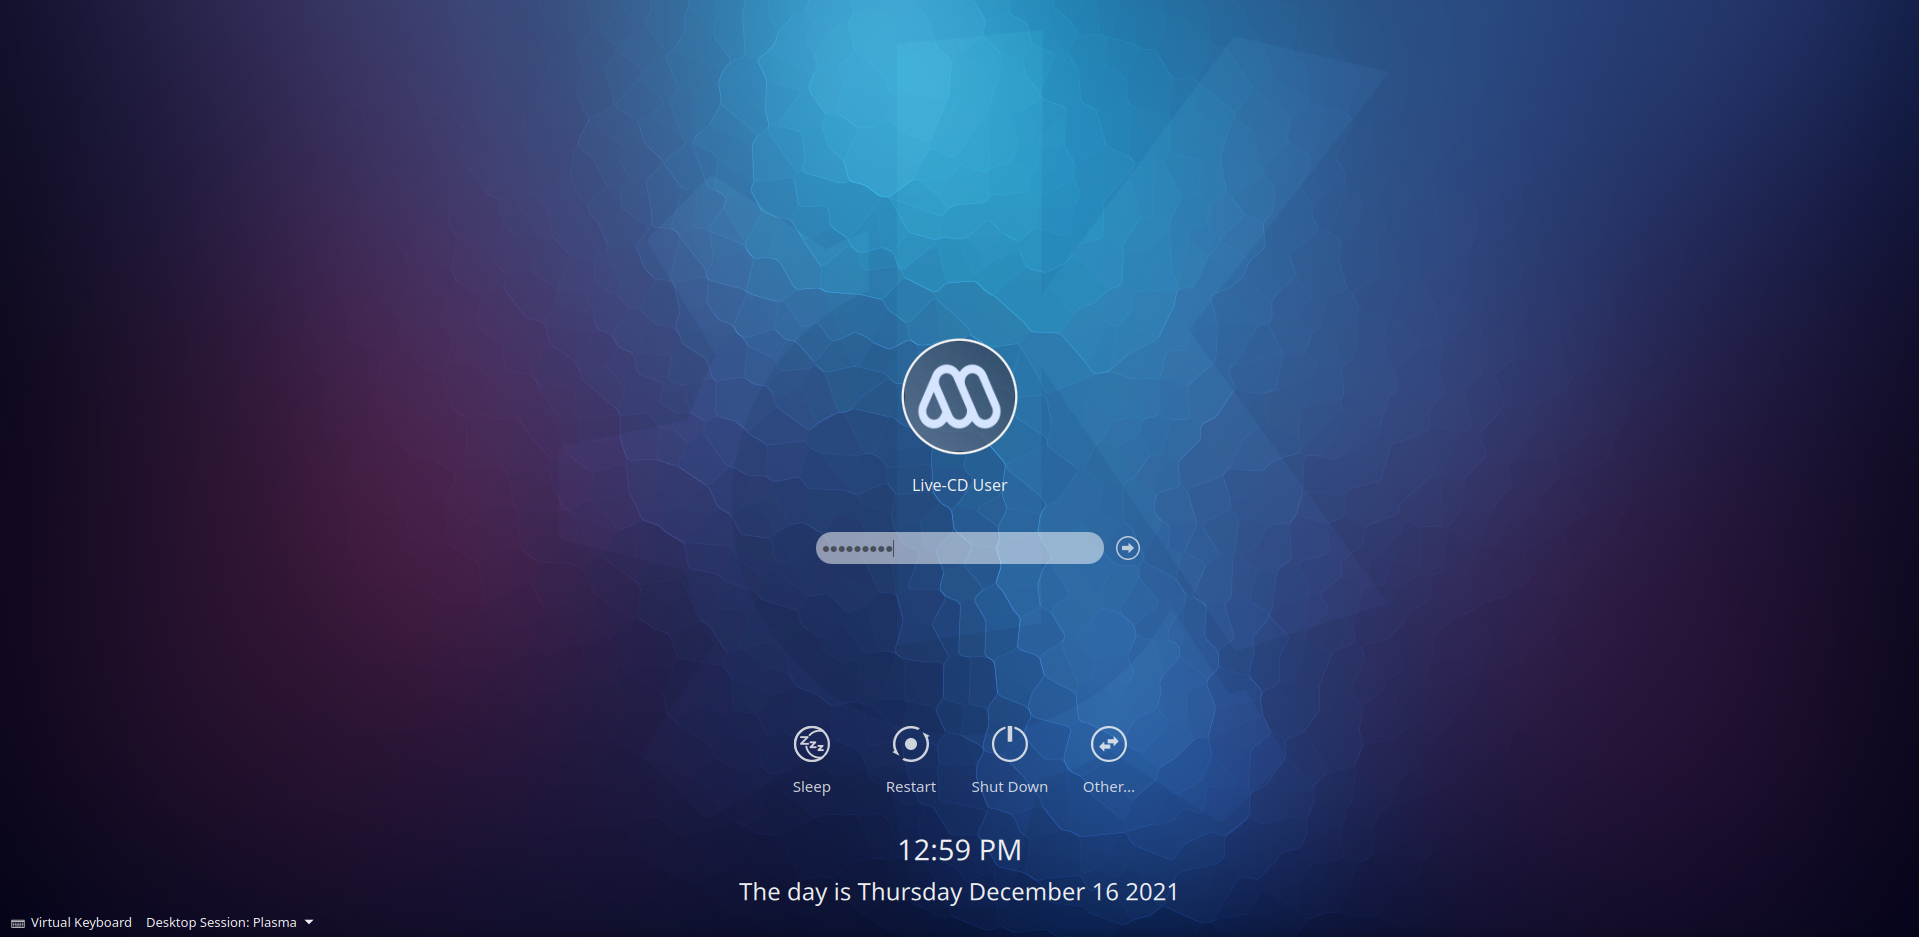 Live-CD User
Sleep Restart Shut Down Other...
12:59 PM
The day is Thursday December 16 2021
Virtual Keyboard Desktop Session: Plasma